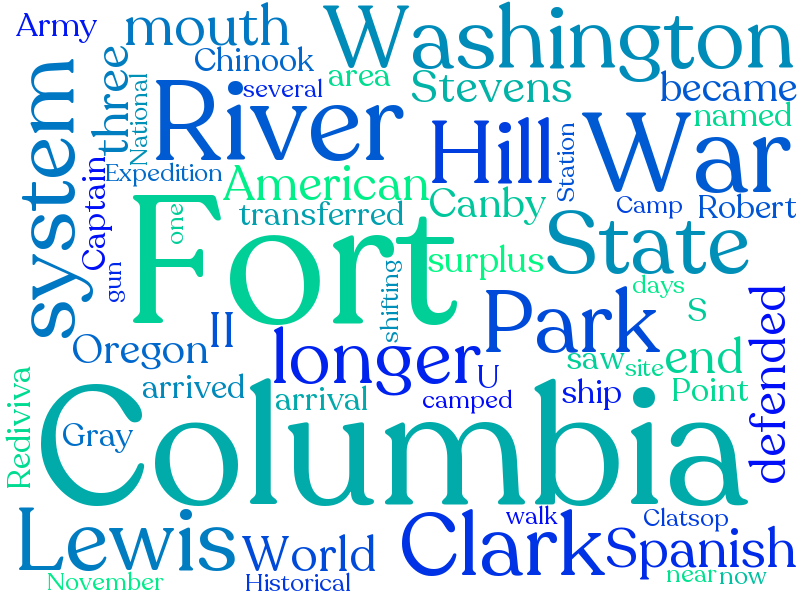 Army
mouth
Washington
Chinook
area
Stevens
became
several
system
three
National
River
Hill
War
named
Station
Captain
Expedition
American
Canby
Camp
Robert
transferred
one
gun
Fort
State
surplus
shifting
days
S
Park
II
Oregon
longer
defended
saw
site
end
U
Point
arrived
arrival
camped
ship
Rediviva
Gray
Columbia
Lewis
World
Clark
walk
Clatsop
Spanish
November
Historical
near
now